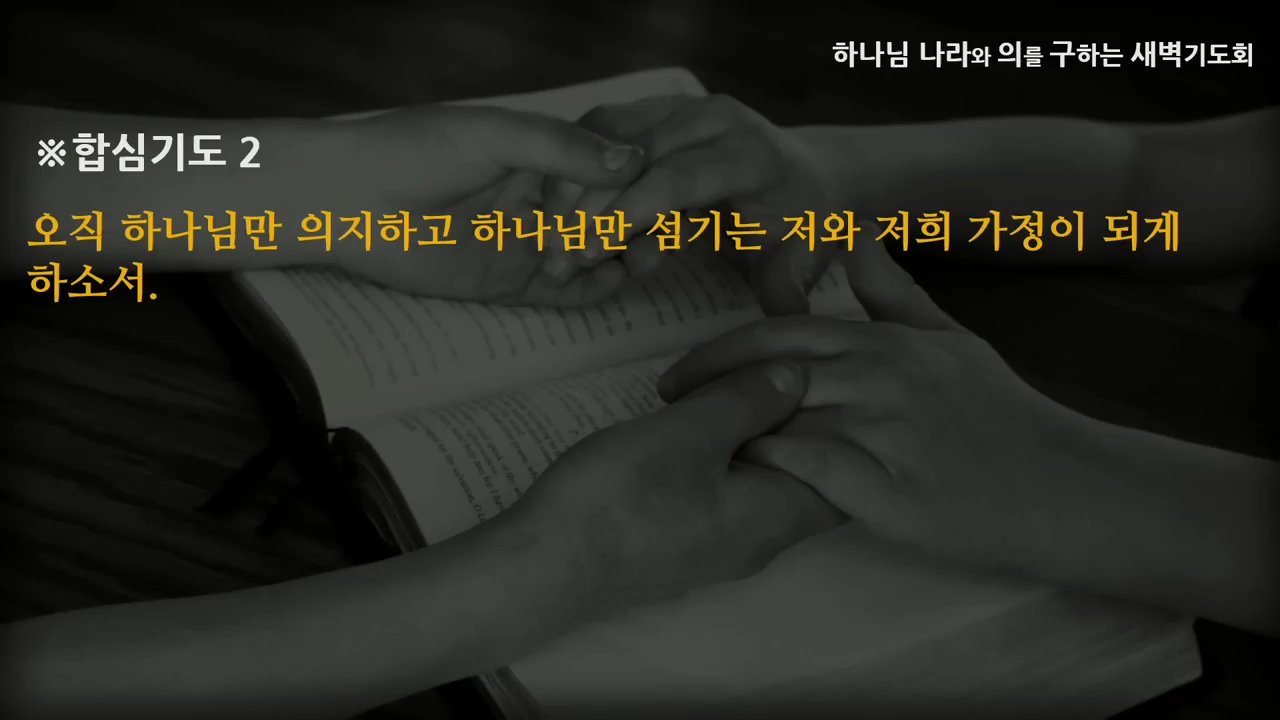 하나님 나라와 의를 구하는 새벽기도회
※합심기도 2
오직 하나님만 의지하고 하나님만 섬기는 저와 저희 가정이 되게
하소서.